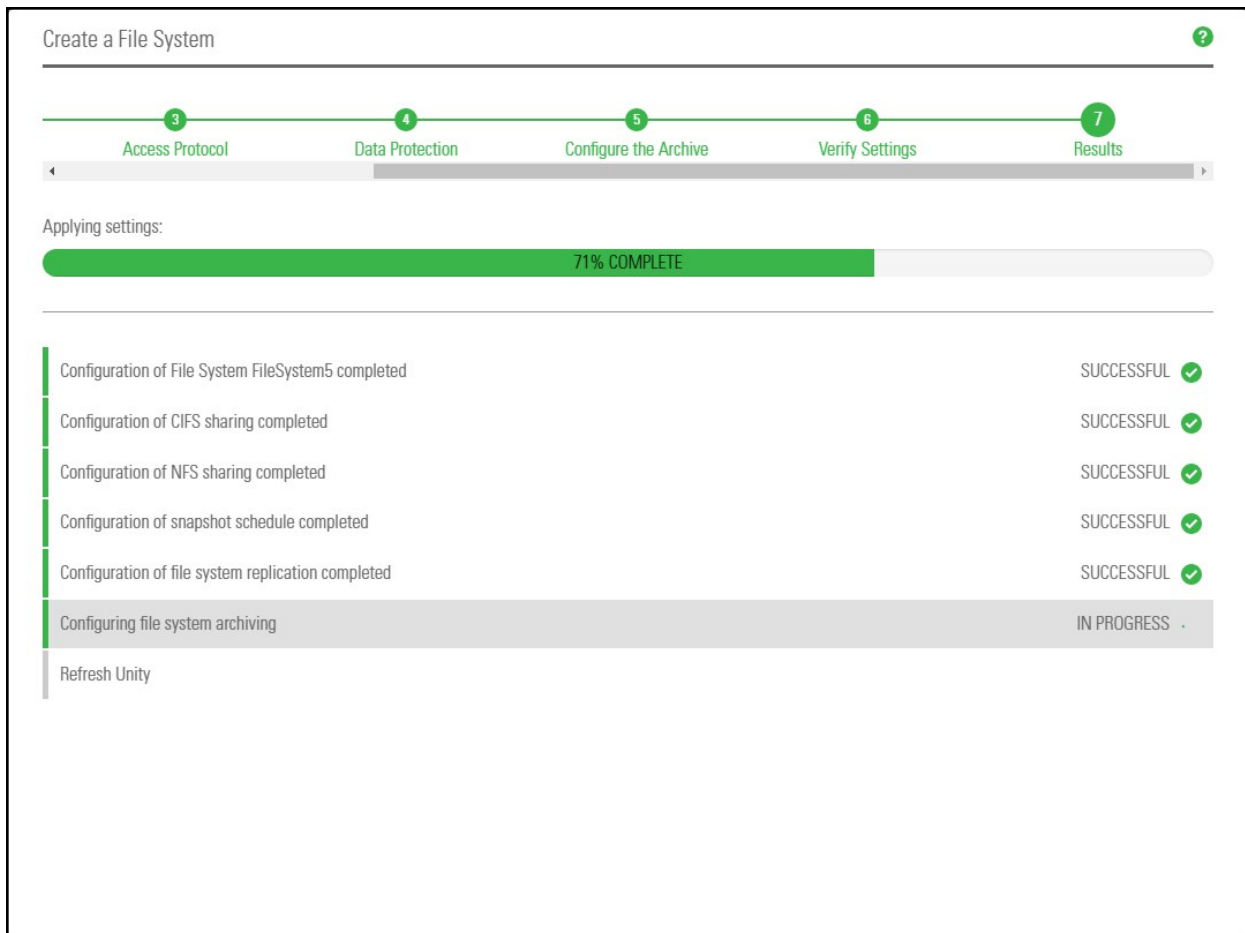 Create a File System
?
3 4 5 6 7
Access Protocol Data Protection Configure the Archive Verify Settings Results
Applying settings:
71% COMPLETE
Configuration of File System FileSystem5 completed SUCCESSFUL
Configuration of CIFS sharing completed SUCCESSFUL
Configuration of NFS sharing completed SUCCESSFUL
Configuration of snapshot schedule completed SUCCESSFUL
Configuration of file system replication completed SUCCESSFUL
Configuring file system archiving IN PROGRESS .
Refresh Unity